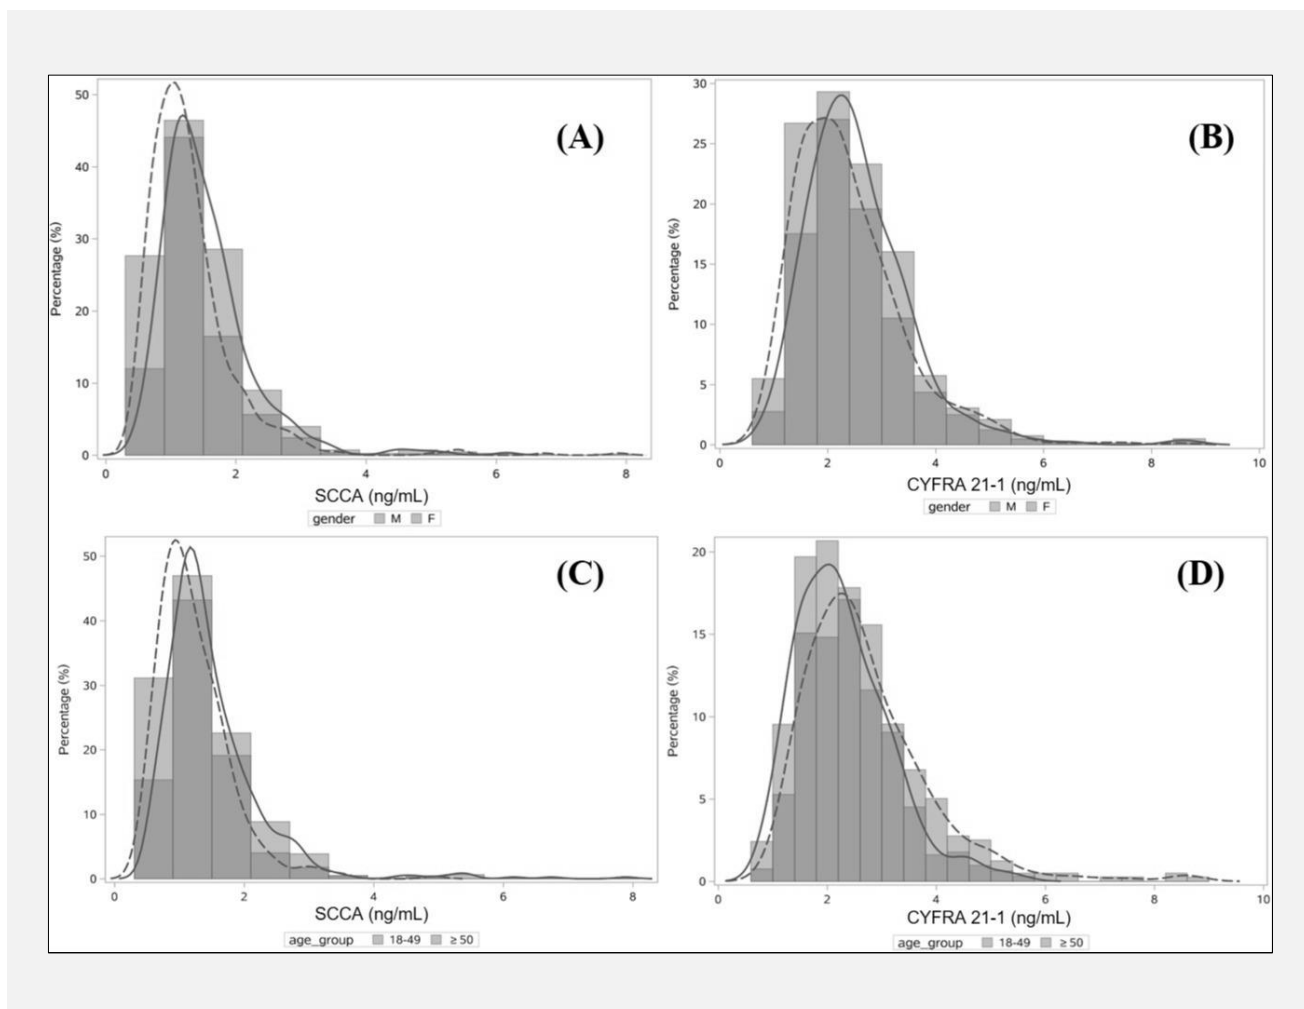 (A)
50
40
30
20
10
0
Percentage (%)
0 2 4 6 8
SCCA (ng/mL)
gender M F
(B)
30
25
20
15
10
5
0
Percentage (%)
0 2 4 6 8 10
CYFRA 21-1 (ng/mL)
gender M F
(C)
50
40
30
20
10
0
Percentage (%)
0 2 4 6 8
SCCA (ng/mL)
age_group 18-49 ≥ 50
(D)
20
15
10
5
0
Percentage (%)
0 2 4 6 8 10
CYFRA 21-1 (ng/mL)
age_group 18-49 ≥ 50